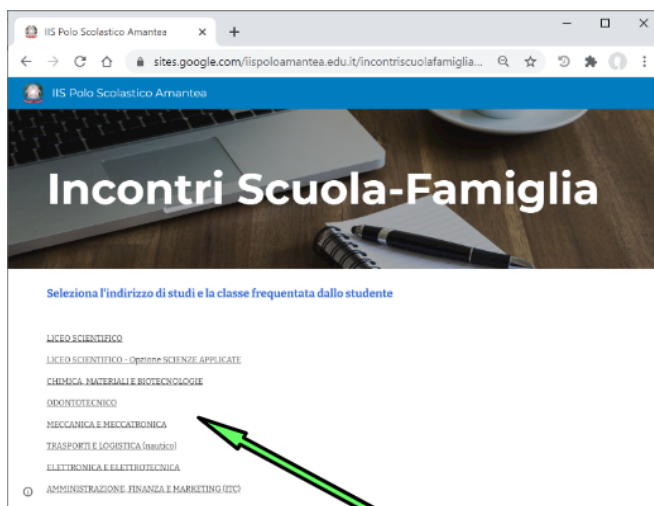 IIS Polo Scolastico Amantea
sites.google.com/iispoloamantea.edu.it/incontriscuolafamiglia...
IIS Polo Scolastico Amantea
Incontri Scuola-Famiglia
Seleziona l'indirizzo di studi e la classe frequentata dallo studente
LICEO SCIENTIFICO
LICEO SCIENTIFICO - Opzione SCIENZE APPLICATE
CHIMICA, MATERIALI E BIOTECNOLOGIE
ODONTOTECNICO
MECCANICA E MECCATRONICA
TRASPORTI E LOGISTICA (nautico)
ELETTRONICA E ELETTROTECNICA
AMMINISTRAZIONE, FINANZA E MARKETING (ITC)